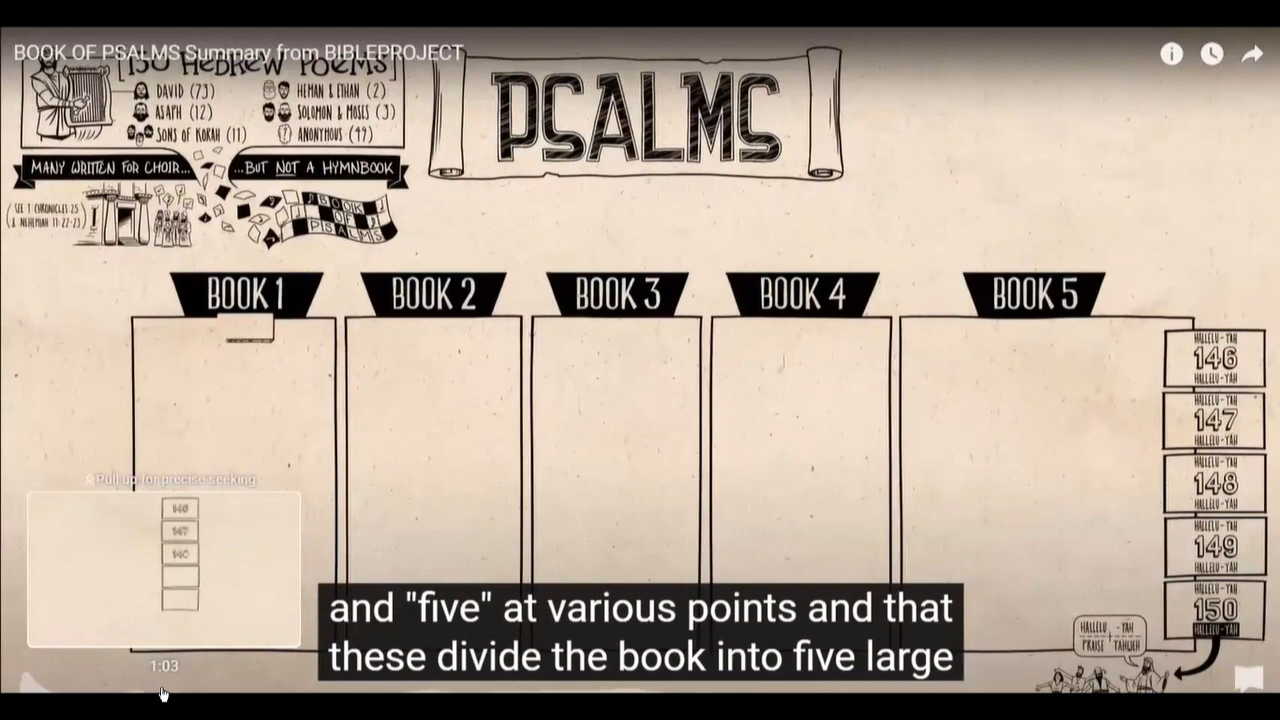 BOOK OF PSALMS Summary from BIBLEPROJECT
150 HEBREW POEMS
DAVID (73)
HEMAN & ETHAN (2)
ASAPH (12)
SOLOMON & MOSES (3)
SONS OF KORAH (11)
ANONYMOUS (49)
MANY WRITTEN FOR CHOIR...
...BUT NOT A HYMNBOOK
(SEE 1 CHRONICLES 25
& NEHEMIAH 11:22-23)
BOOK
OF
PSALMS
PSALMS
BOOK 1
BOOK 2
BOOK 3
BOOK 4
BOOK 5
HALLELU-YAH
146
HALLELU-YAH
HALLELU-YAH
147
HALLELU-YAH
HALLELU-YAH
148
HALLELU-YAH
HALLELU-YAH
149
HALLELU-YAH
HALLELU-YAH
150
HALLELU-YAH
HALLELU + -YAH
PRAISE YAHWEH
Pull up for precise seeking
146
147
148
1:03
and "five" at various points and that
these divide the book into five large